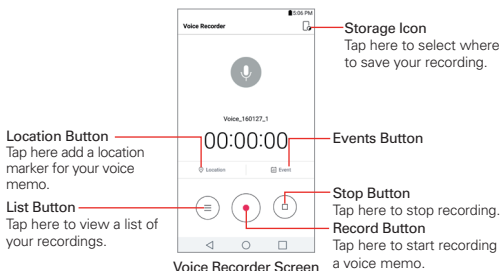 5:06 PM
Voice Recorder
Storage Icon
Tap here to select where
to save your recording.
Voice_160127_1
00:00:00
Location
Event
Location Button
Tap here add a location
marker for your voice
memo.
List Button
Tap here to view a list of
your recordings.
Events Button
Stop Button
Tap here to stop recording.
Record Button
Tap here to start recording
a voice memo.
Voice Recorder Screen